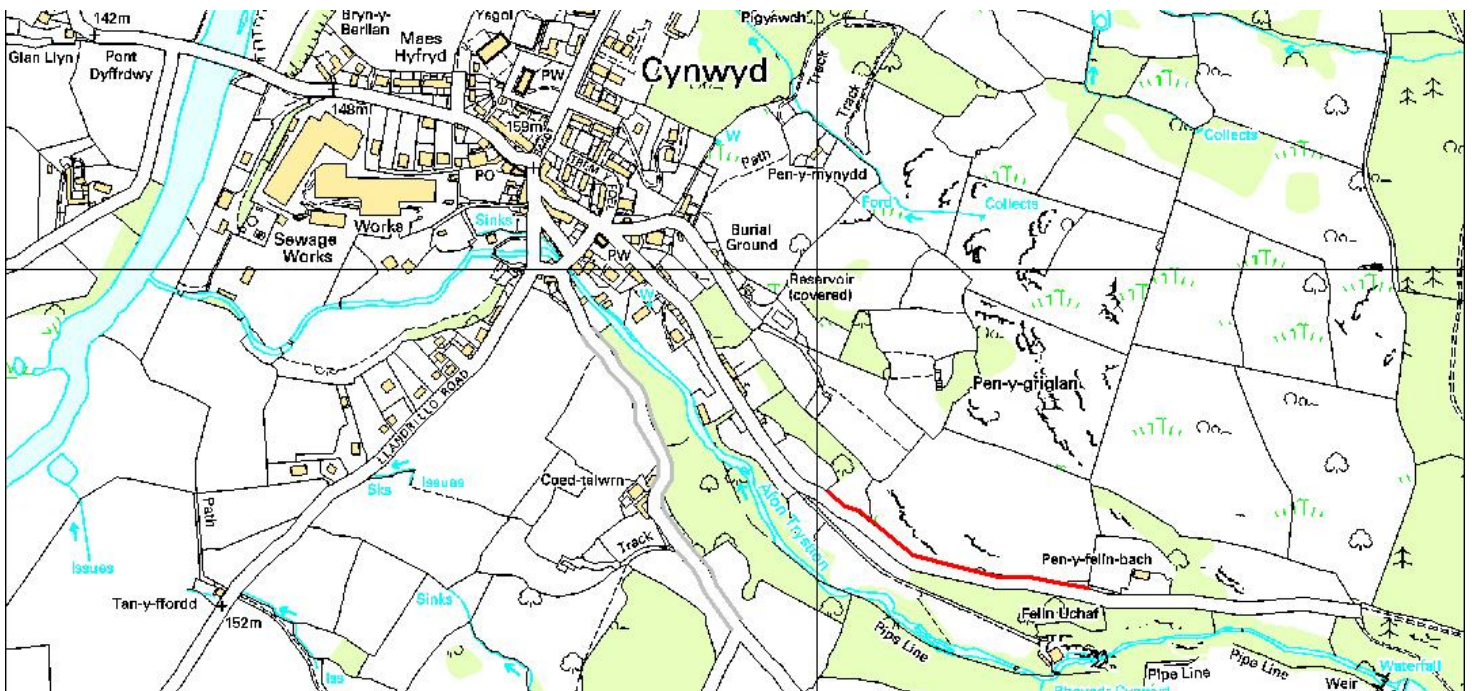 142m
Bryn-y-
Berllan
Ysgol
Pigyswch
Glan Llyn
Pont
Dyffrdwy
Maes
Hyfryd
PW
Cynwyd
Track
Track
148m
159m
W
Collects
Path
Pen-y-mynydd
PO
Ford
Collects
Sinks
Works
Sewage
Works
Burial
Ground
PW
Reservoir
(covered)
W
Pen-y-griglan
LLANDRILLO ROAD
Sks
Issues
Coed-talwrn
Afon Trystion
Path
Track
Pen-y-felin-bach
Issues
Tan-y-ffordd
152m
Sinks
Felin Uchaf
Pipe Line
Pipe Line
Pipe Line
Waterfall
Weir
Iss